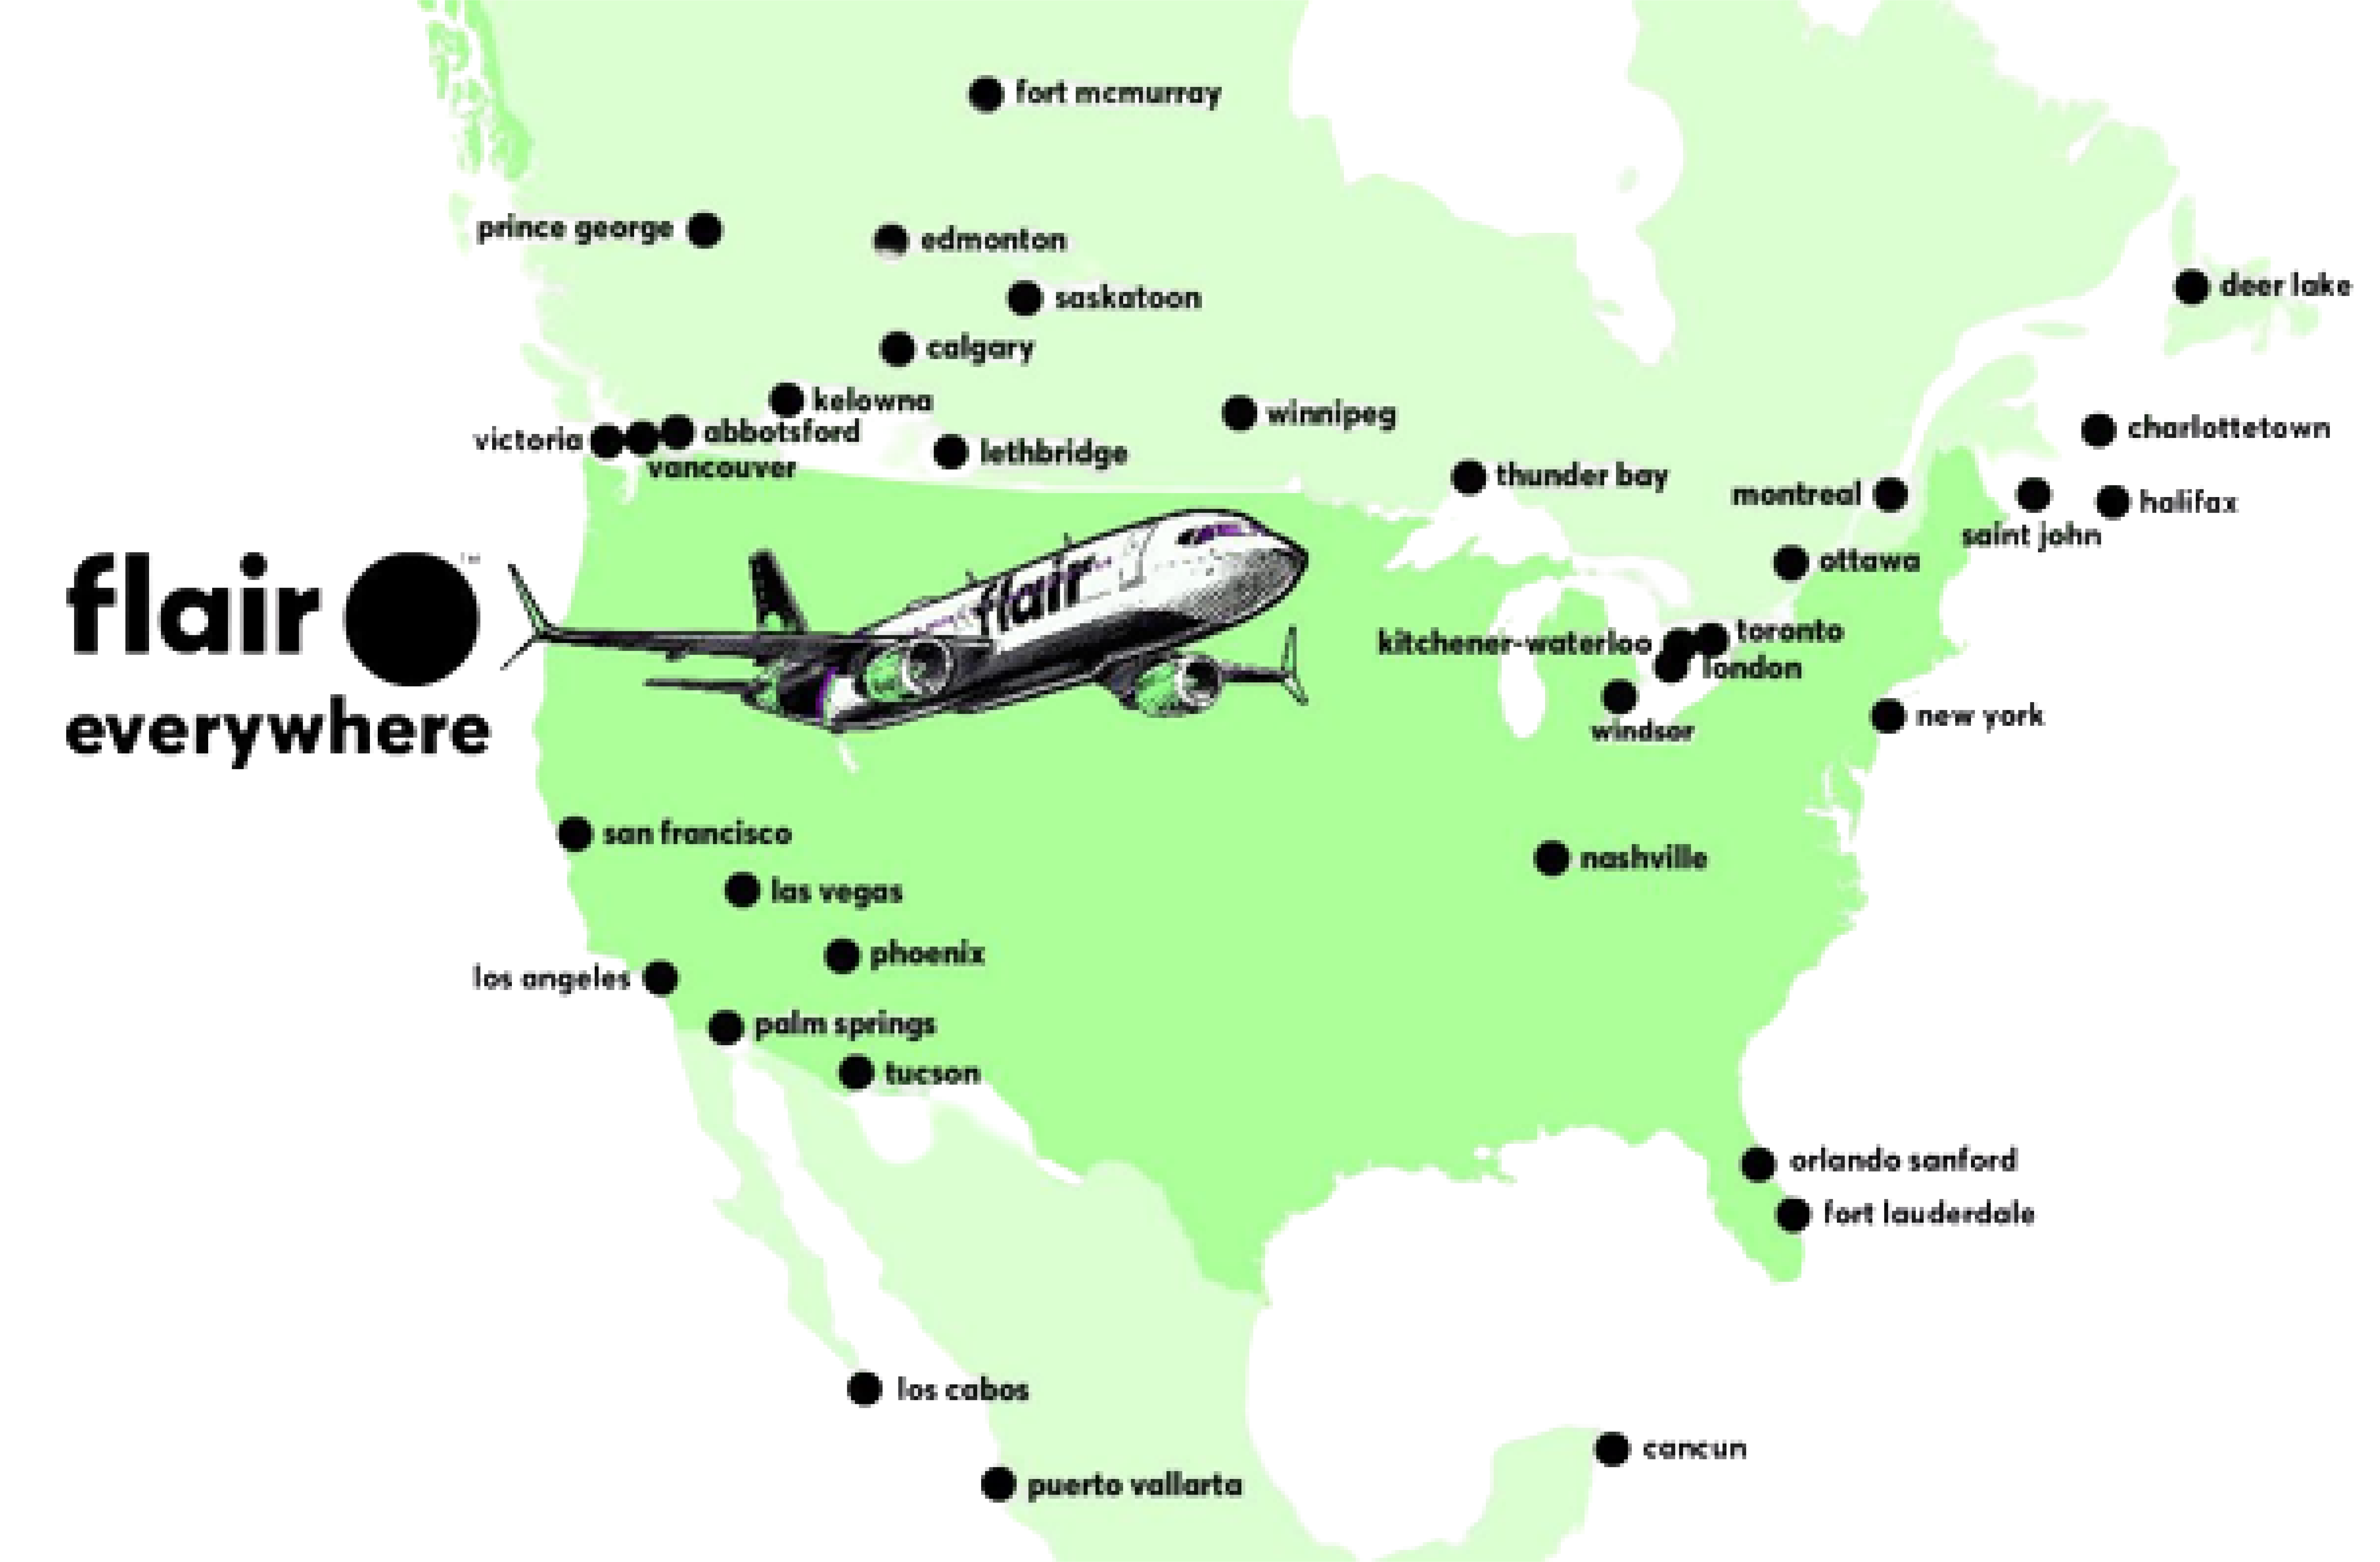 fort mcmurray
prince george
edmonton
deer lake
saskatoon
calgary
kelowna
winnipeg
charlottetown
victoria
abbotsford
vancouver
lethbridge
thunder bay
montreal
halifax
saint john
flair
TM
flair
ottawa
everywhere
toronto
kitchener-waterloo
london
windsor
new york
san francisco
nashville
las vegas
phoenix
los angeles
palm springs
tucson
orlando sanford
fort lauderdale
los cabos
cancun
puerto vallarta